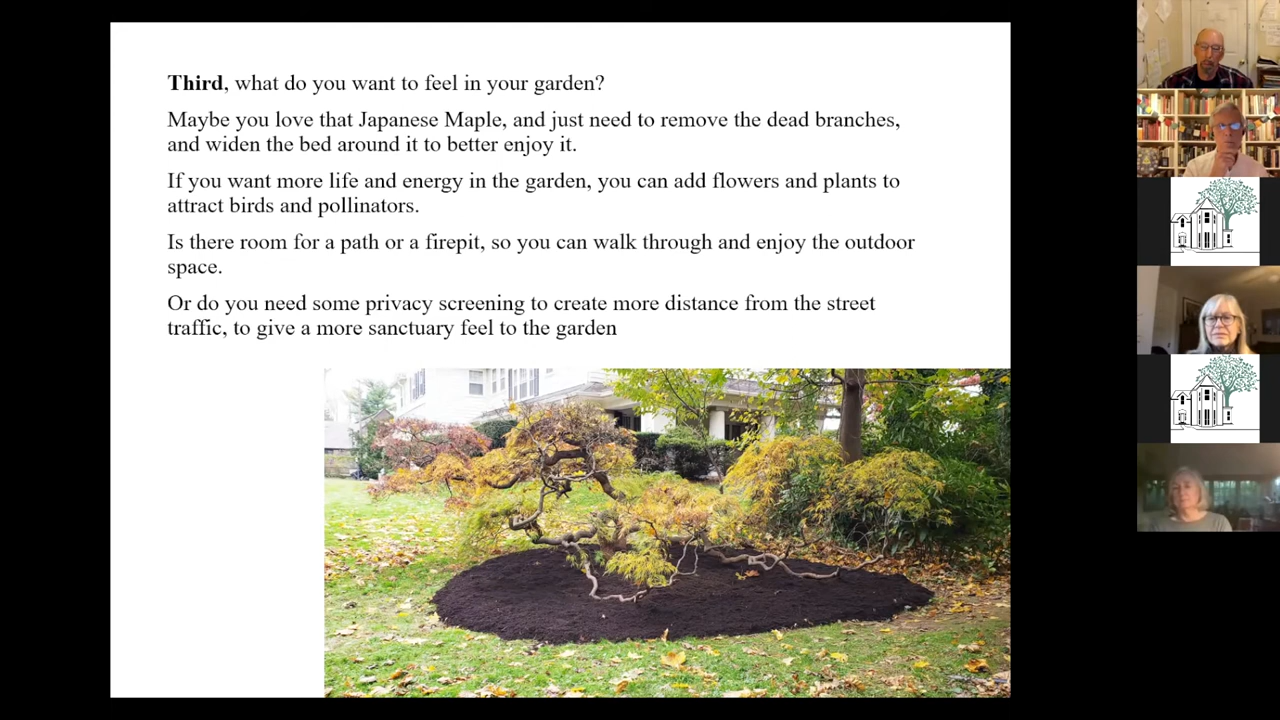 Third, what do you want to feel in your garden?
Maybe you love that Japanese Maple, and just need to remove the dead branches,
and widen the bed around it to better enjoy it.
If you want more life and energy in the garden, you can add flowers and plants to
attract birds and pollinators.
Is there room for a path or a firepit, so you can walk through and enjoy the outdoor
space.
Or do you need some privacy screening to create more distance from the street
traffic, to give a more sanctuary feel to the garden